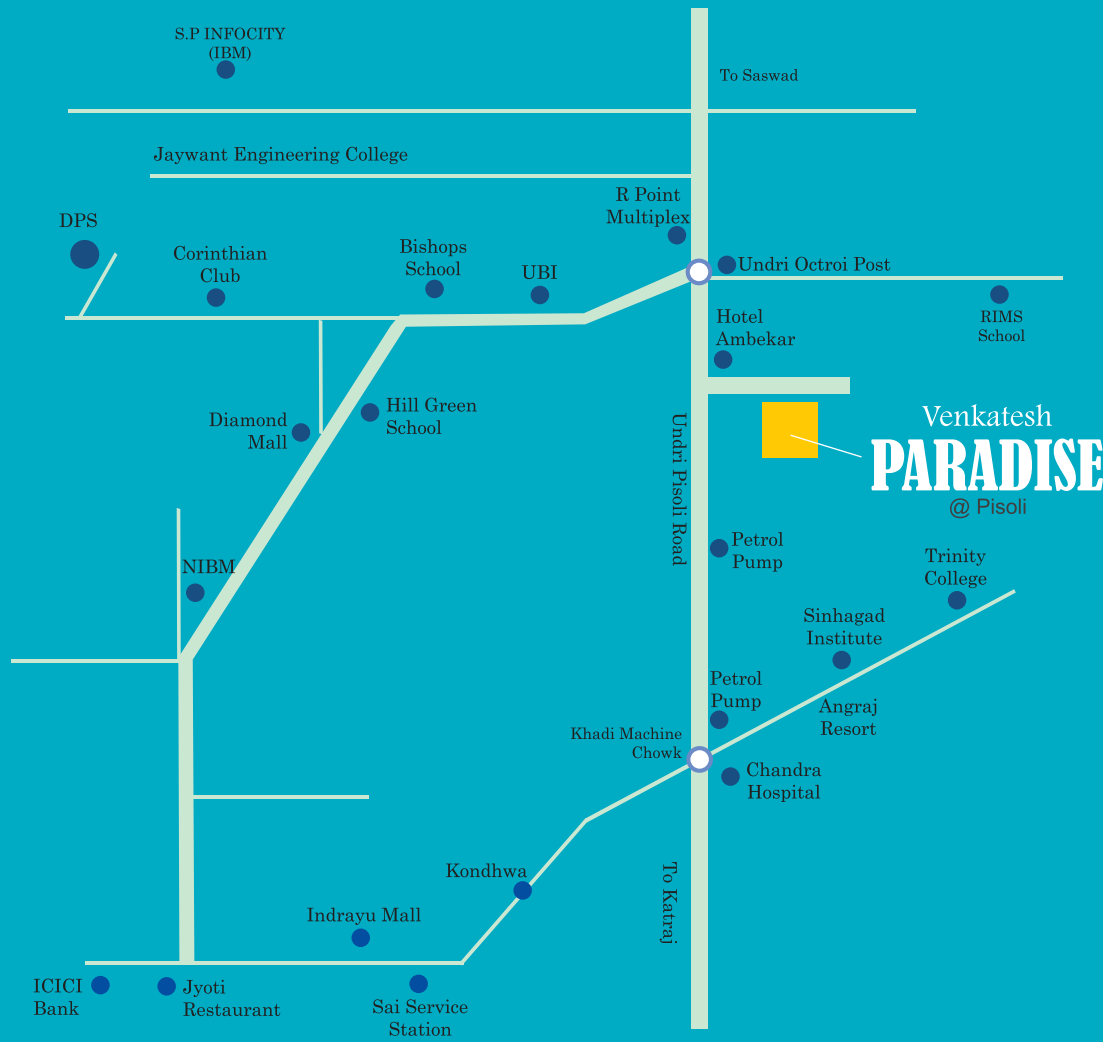 S.P INFOCITY
(IBM)
To Saswad
Jaywant Engineering College
R Point
Multiplex
DPS
Corinthian
Club
Bishops
School
UBI
Undri Octroi Post
RIMS
School
Hotel
Ambekar
Diamond
Mall
Hill Green
School
Undri Pisoli Road
Venkatesh
PARADISE
@ Pisoli
Petrol
Pump
Trinity
College
NIBM
Sinhagad
Institute
Petrol
Pump
Angraj
Resort
Khadi Machine
Chowk
Chandra
Hospital
To Katraj
Kondhwa
Indrayu Mall
ICICI
Bank
Jyoti
Restaurant
Sai Service
Station